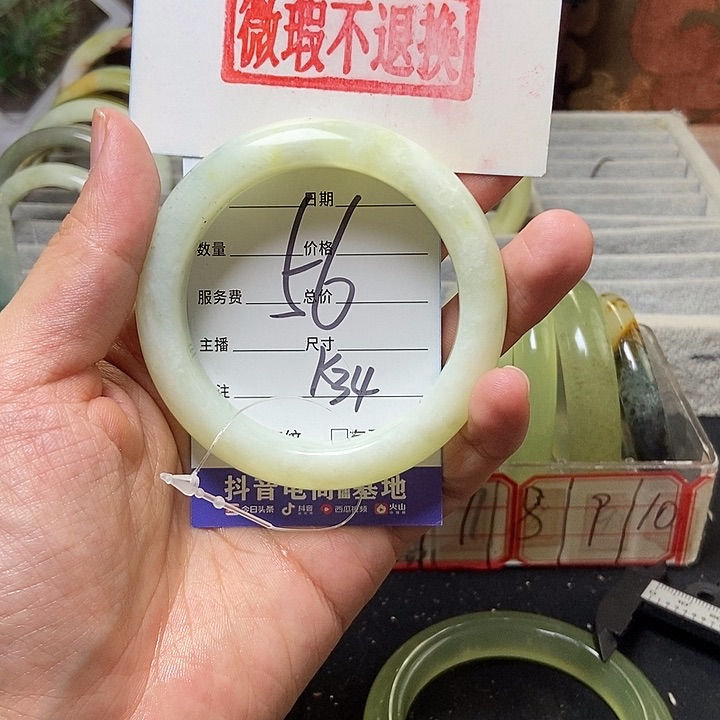 微瑕不退换
日期
数量 价格
56
服务费 总价
主播 尺寸
注 K34
抖音电商 基地
今日头条 抖音 西瓜视频 火山
11 8 9 10